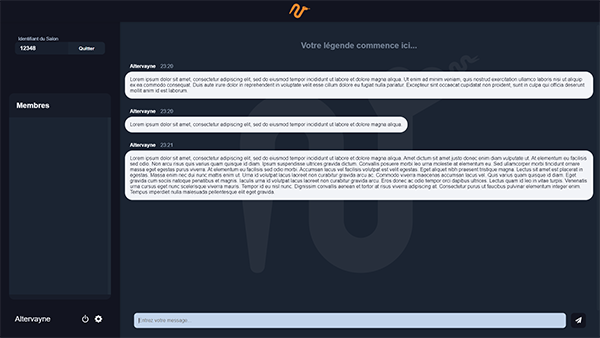 Identifiant du Salon
12348
Quitter
Membres
Altervayne
Votre légende commence ici...
Altervayne 23:20
Lorem ipsum dolor sit amet, consectetur adipiscing elit, sed do eiusmod tempor incididunt ut labore et dolore magna aliqua. Ut enim ad minim veniam, quis nostrud exercitation ullamco laboris nisi ut aliquip
ex ea commodo consequat. Duis aute irure dolor in reprehenderit in voluptate velit esse cillum dolore eu fugiat nulla pariatur. Excepteur sint occaecat cupidatat non proident, sunt in culpa qui officia deserunt
mollit anim id est laborum.
Altervayne 23:20
Lorem ipsum dolor sit amet, consectetur adipiscing elit, sed do eiusmod tempor incididunt ut labore et dolore magna aliqua.
Altervayne 23:21
Lorem ipsum dolor sit amet, consectetur adipiscing elit, sed do eiusmod tempor incididunt ut labore et dolore magna aliqua. Amet dictum sit amet justo donec enim diam vulputate ut. At elementum eu facilisis
sed odio. Non arcu risus quis varius quam quisque id diam. Ipsum suspendisse ultrices gravida dictum. Convallis posuere morbi leo urna molestie at elementum eu. Sed ullamcorper morbi tincidunt ornare
massa eget egestas purus viverra. At elementum eu facilisis sed odio morbi. Accumsan lacus vel facilisis volutpat est velit egestas. Eget aliquet nibh praesent tristique magna. Lectus sit amet est placerat in
egestas. Massa enim nec dui nunc mattis enim ut. Urna id volutpat lacus laoreet non curabitur gravida arcu ac. Commodo viverra maecenas accumsan lacus vel. Quis varius quam quisque id diam. Eget
gravida cum sociis natoque penatibus et magnis. Urna id volutpat lacus laoreet non curabitur gravida arcu. Eros donec ac odio tempor orci dapibus ultrices. Lectus quam id leo in vitae turpis. Venenatis
urna cursus eget nunc scelerisque viverra mauris. Tempor id eu nisl nunc. Dignissim convallis aenean et tortor at risus viverra adipiscing at. Consectetur purus ut faucibus pulvinar elementum integer enim.
Tempus imperdiet nulla malesuada pellentesque elit eget gravida.
Entrez votre message...